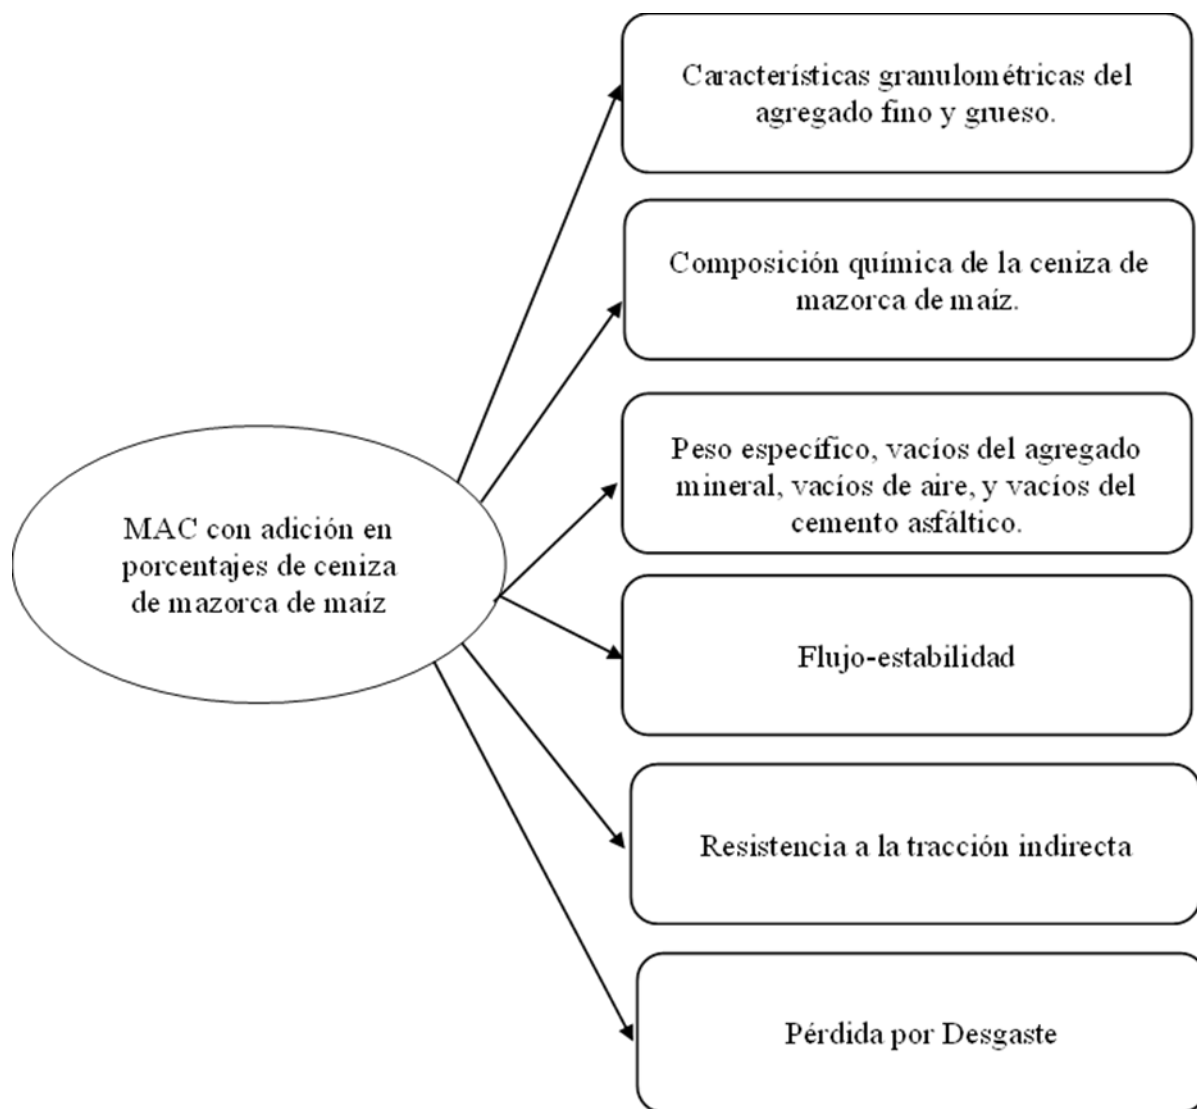 Características granulométricas del
agregado fino y grueso.
Composición química de la ceniza de
mazorca de maíz.
Peso específico, vacíos del agregado
mineral, vacíos de aire, y vacíos del
cemento asfáltico.
MAC con adición en
porcentajes de ceniza
de mazorca de maíz
Flujo-estabilidad
Resistencia a la tracción indirecta
Pérdida por Desgaste